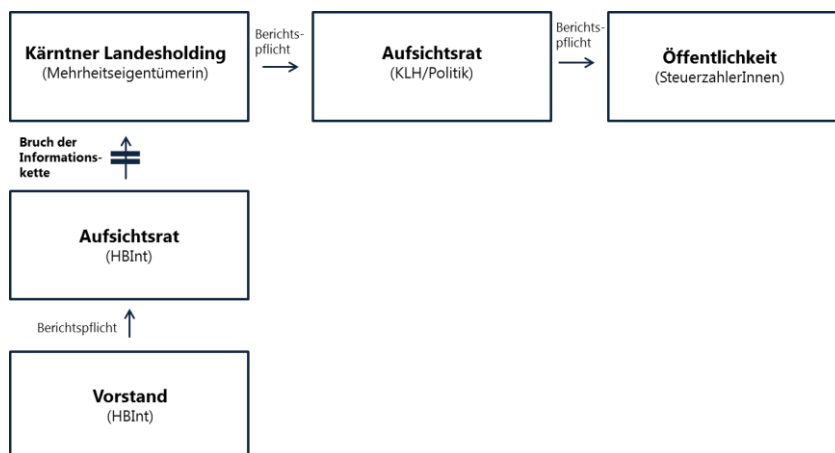 Kärntner Landesholding
(Mehrheitseigentümerin)
Berichts-
pflicht
Aufsichtsrat
(KLH/Politik)
Berichts-
pflicht
Öffentlichkeit
(SteuerzahlerInnen)
Bruch der
Informations-
kette
Aufsichtsrat
(HBInt)
Berichtspflicht
Vorstand
(HBInt)